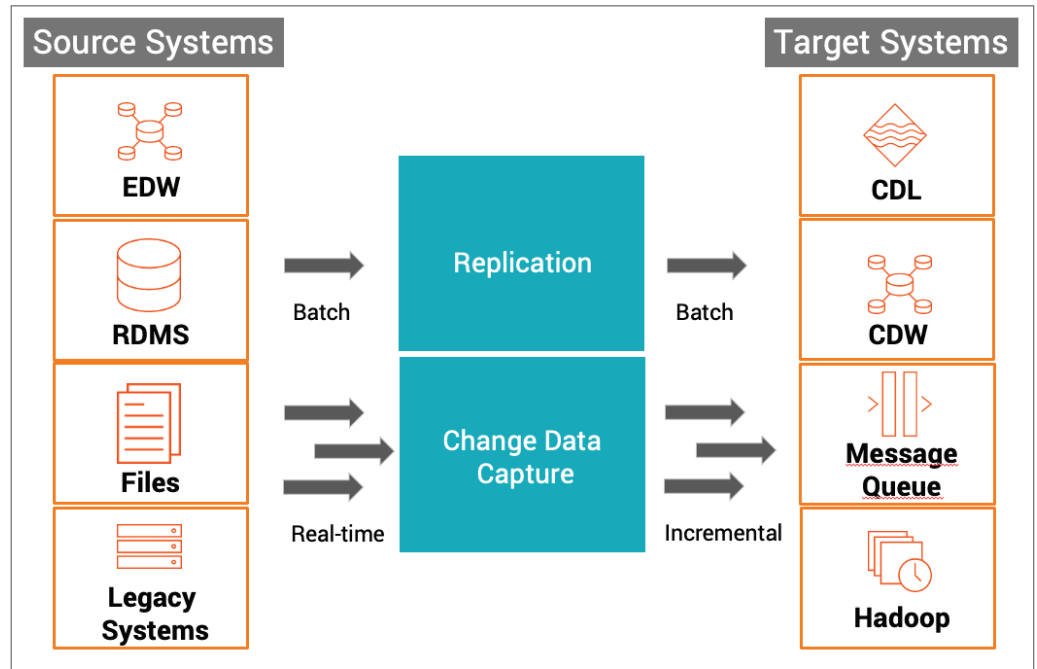 Source Systems
Target Systems
EDW
RDMS
Files
Legacy
Systems
Batch
Real-time
Replication
Change Data
Capture
Batch
Incremental
CDL
CDW
Message
Queue
Hadoop